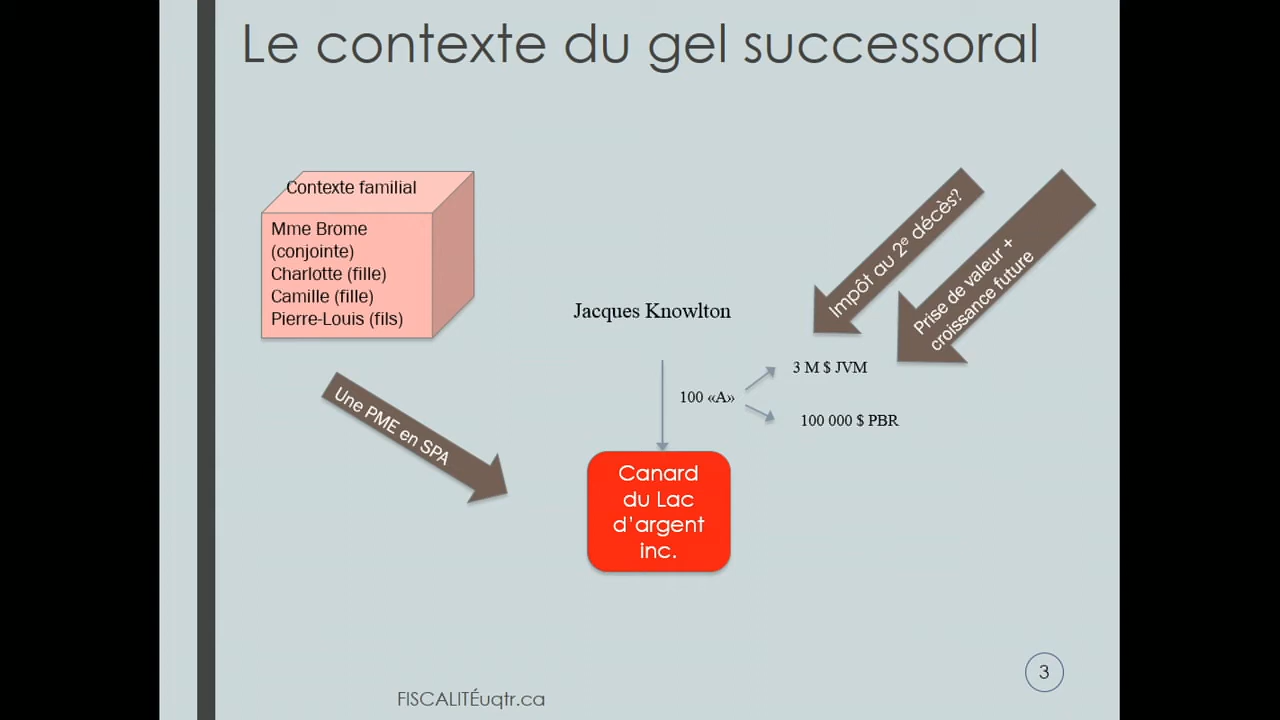 Le contexte du gel successoral
Contexte familial
Mme Brome
(conjointe)
Charlotte (fille)
Camille (fille)
Pierre-Louis (fils)
Impôt au 2e décès?
Prise de valeur +
croissance future
Jacques Knowlton
3 M $ JVM
100 «A»
100 000 $ PBR
Une PME en SPA
Canard
du Lac
d'argent
inc.
3
FISCALITÉuqtr.ca